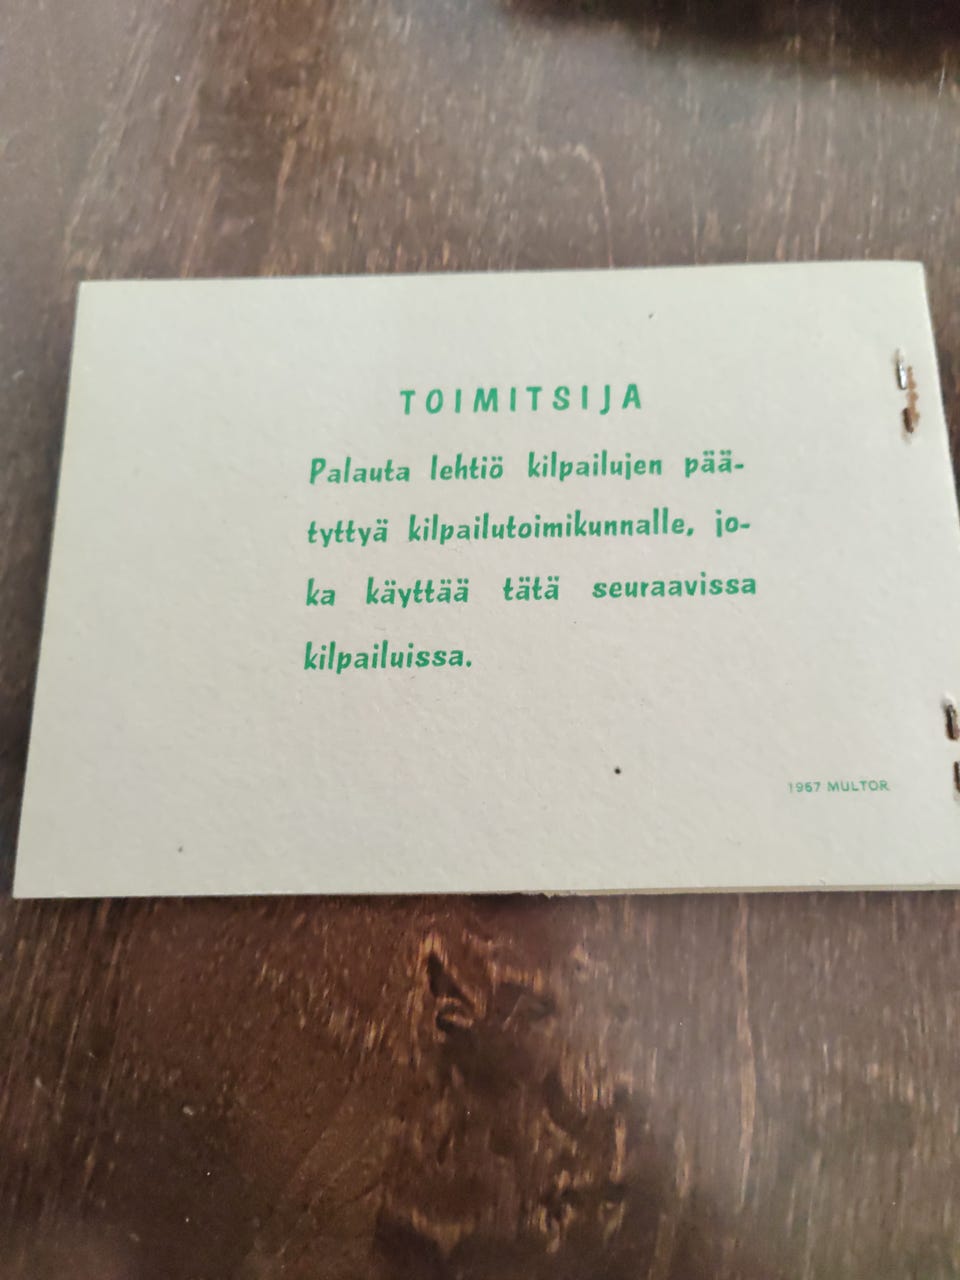 TOIMITSIJA
Palauta lehtiö kilpailujen pää-
tyttyä kilpailutoimikunnalle, jo-
ka käyttää tätä seuraavissa
kilpailuissa.
1967 MULTOR